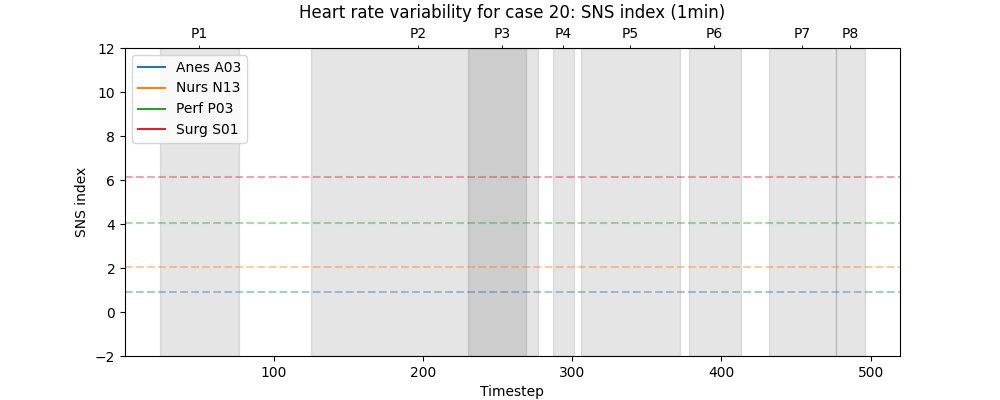 Heart rate variability for case 20: SNS index (1min)
P1 P2 P3 P4 P5 P6 P7 P8
12
10
8
6
4
2
0
−2
SNS index
Anes A03
Nurs N13
Perf P03
Surg S01
100 200 300 400 500
Timestep